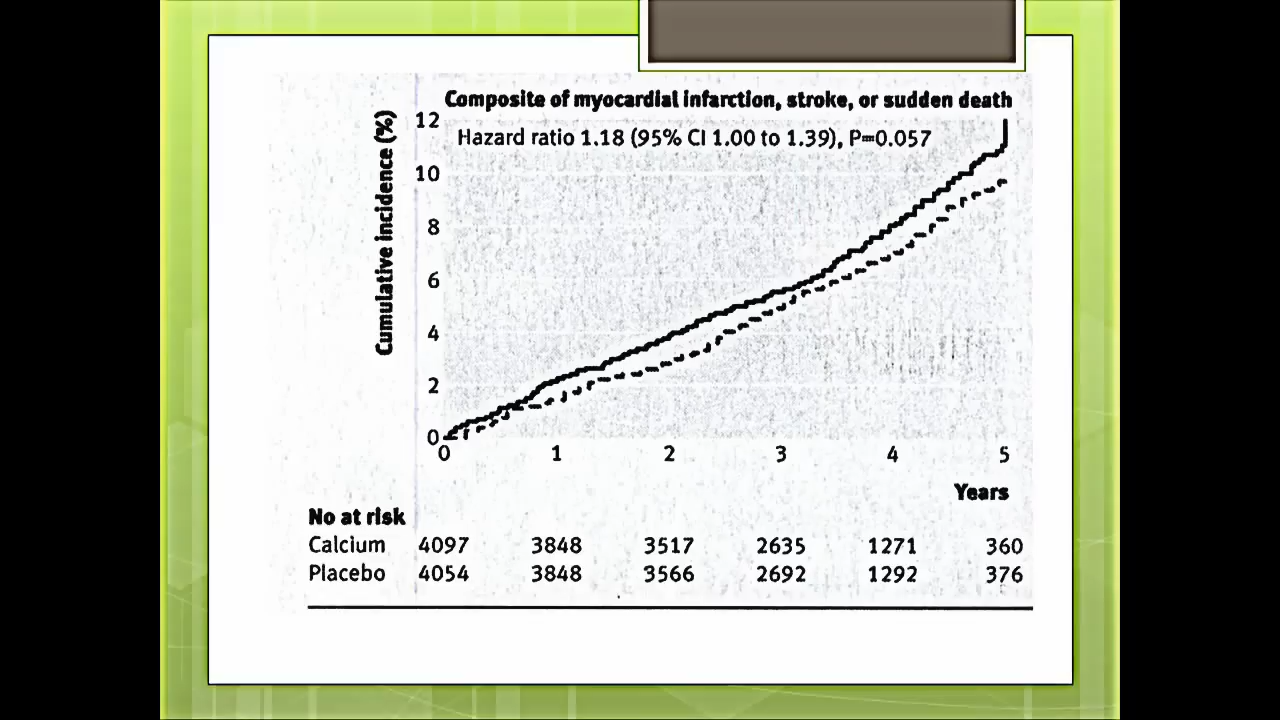 Composite of myocardial infarction, stroke, or sudden death
Hazard ratio 1.18 (95% CI 1.00 to 1.39), P=0.057
Cumulative incidence (%)
12
10
8
6
4
2
0
0 1 2 3 4 5
Years
No at risk
Calcium 4097 3848 3517 2635 1271 360
Placebo 4054 3848 3566 2692 1292 376